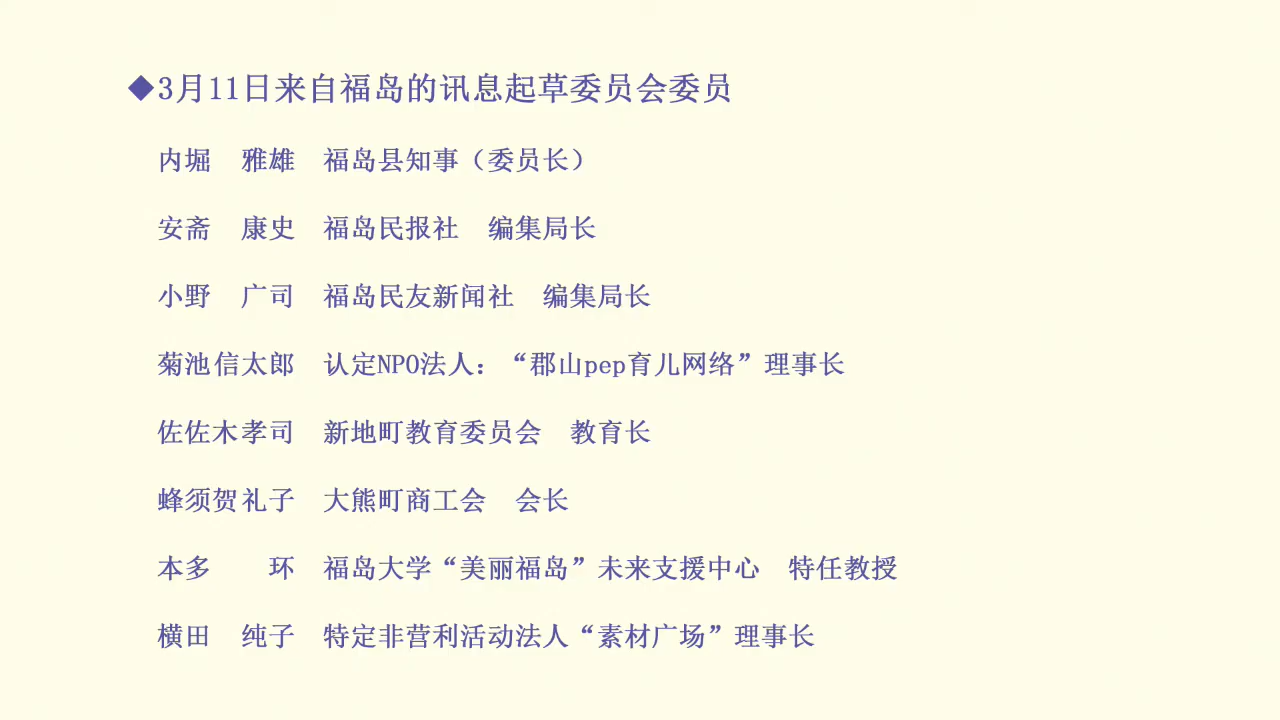 ◆3月11日来自福岛的讯息起草委员会委员
内堀　雅雄　福岛县知事（委员长）
安斋　康史　福岛民报社　编集局长
小野　广司　福岛民友新闻社　编集局长
菊池信太郎　认定NPO法人：“郡山pep育儿网络”理事长
佐佐木孝司　新地町教育委员会　教育长
蜂须贺礼子　大熊町商工会　会长
本多　　环　福岛大学“美丽福岛”未来支援中心　特任教授
横田　纯子　特定非营利活动法人“素材广场”理事长